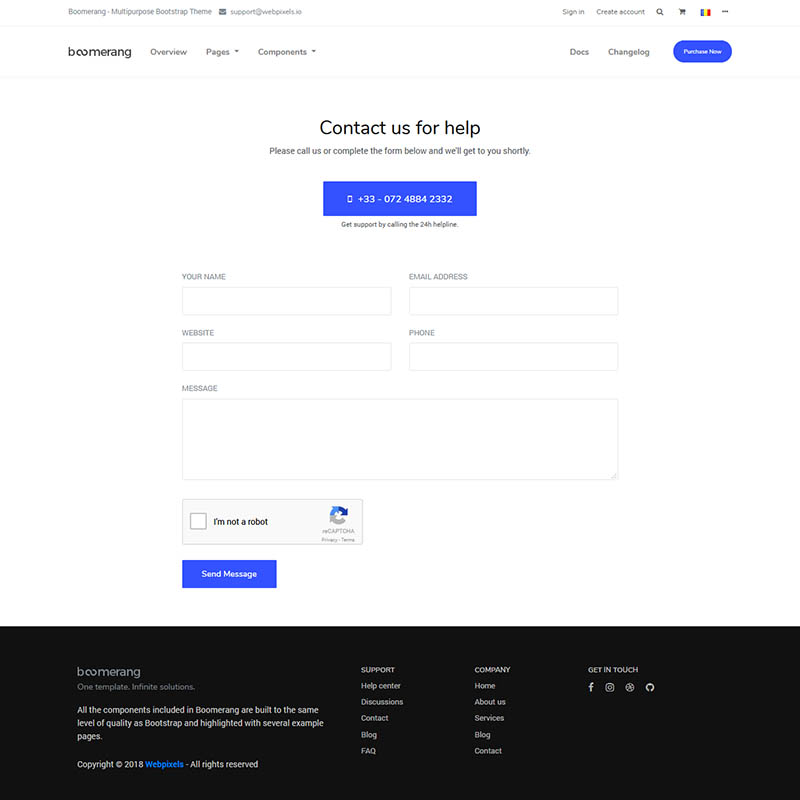 Boomerang - Multipurpose Bootstrap Theme support@webpixels.io Sign in Create account
boomerang Overview Pages Components Docs Changelog Purchase Now
Contact us for help
Please call us or complete the form below and we'll get to you shortly.
+33 - 072 4884 2332
Get support by calling the 24h helpline.
YOUR NAME EMAIL ADDRESS
WEBSITE PHONE
MESSAGE
I'm not a robot
reCAPTCHA
Privacy - Terms
Send Message
boomerang
One template. Infinite solutions.
All the components included in Boomerang are built to the same
level of quality as Bootstrap and highlighted with several example
pages.
Copyright © 2018 Webpixels - All rights reserved
SUPPORT
Help center
Discussions
Contact
Blog
FAQ
COMPANY
Home
About us
Services
Blog
Contact
GET IN TOUCH